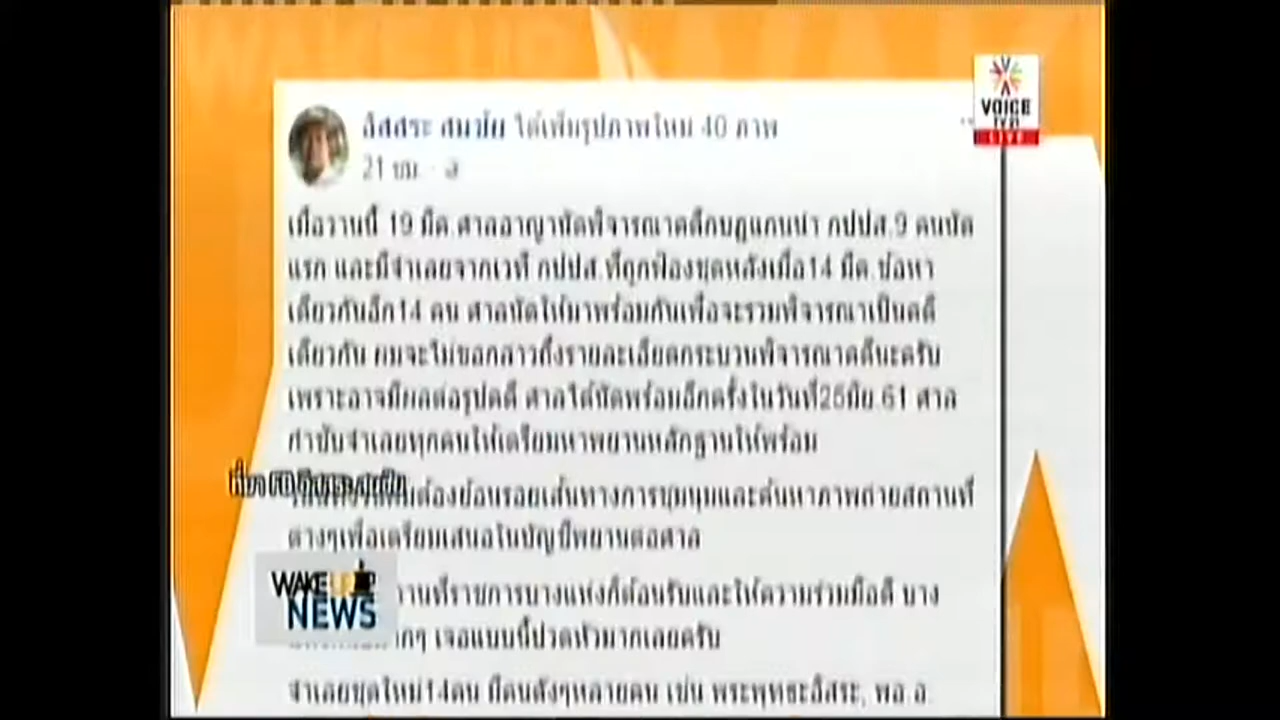 VOICE
TV21
LIVE
อิสสระ สมชัย ได้เพิ่มรูปภาพใหม่ 40 ภาพ
21 ชม. ·
เมื่อวานนี้ 19 มีค.ศาลอาญานัดพิจารณาคดีกบฏแกนนำ กปปส.9 คนนัด
แรก และมีจำเลยจากเวที กปปส.ที่ถูกฟ้องชุดหลังเมื่อ14 มีค.ข้อหา
เดียวกันอีก14 คน ศาลนัดให้มาพร้อมกันเพื่อจะรวมพิจารณาเป็นคดี
เดียวกัน ผมจะไม่ขอกล่าวถึงรายละเอียดกระบวนพิจารณาคดีนะครับ
เพราะอาจมีผลต่อรูปคดี ศาลได้นัดพร้อมอีกครั้งในวันที่25มิย.61 ศาล
กำชับจำเลยทุกคนให้เตรียมหาพยานหลักฐานให้พร้อม
ที่มา FB อิสสระ สมชัย
ต้องย้อนรอยเส้นทางการชุมนุมและค้นหาภาพถ่ายสถานที่
ต่างๆเพื่อเตรียมเสนอในบัญชีพยานต่อศาล
านที่ราชการบางแห่งก็ต้อนรับและให้ความร่วมมือดี บาง
กๆ เจอแบบนี้ปวดหัวมากเลยครับ
WAKE UP
NEWS
จำเลยชุดใหม่14คน มีคนดังๆหลายคน เช่น พระพุทธะอิสระ, พล อ